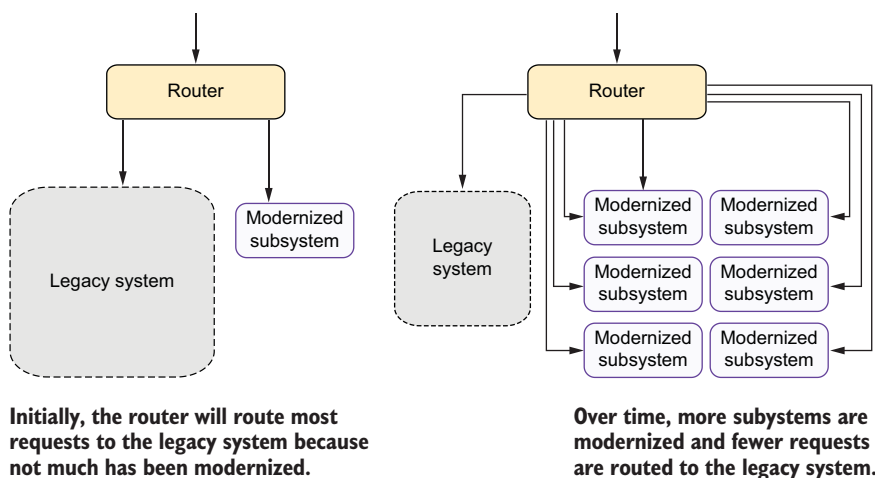 Router
Legacy system
Modernized
subsystem
Initially, the router will route most
requests to the legacy system because
not much has been modernized.
Router
Legacy
system
Modernized
subsystem
Modernized
subsystem
Modernized
subsystem
Modernized
subsystem
Modernized
subsystem
Modernized
subsystem
Over time, more subystems are
modernized and fewer requests
are routed to the legacy system.